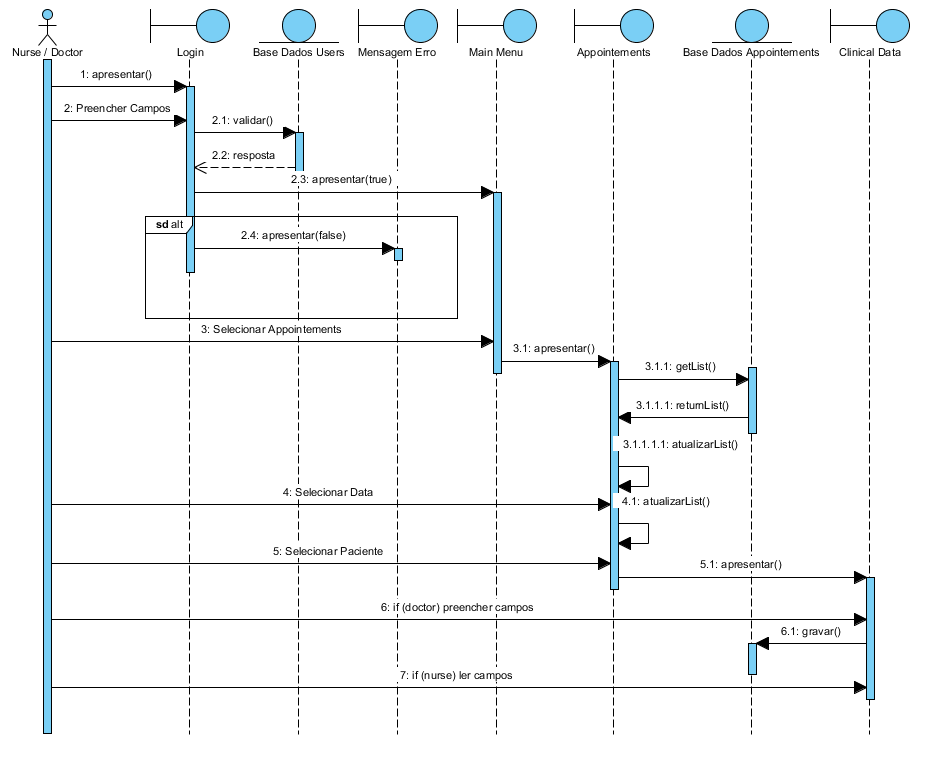 Nurse / Doctor
Login
Base Dados Users
Mensagem Erro
Main Menu
Appointements
Base Dados Appointements
Clinical Data
1: apresentar()
2: Preencher Campos
2.1: validar()
2.2: resposta
2.3: apresentar(true)
sd alt
2.4: apresentar(false)
3: Selecionar Appointements
3.1: apresentar()
3.1.1: getList()
3.1.1.1: returnList()
3.1.1.1.1: atualizarList()
4: Selecionar Data
4.1: atualizarList()
5: Selecionar Paciente
5.1: apresentar()
6: if (doctor) preencher campos
6.1: gravar()
7: if (nurse) ler campos